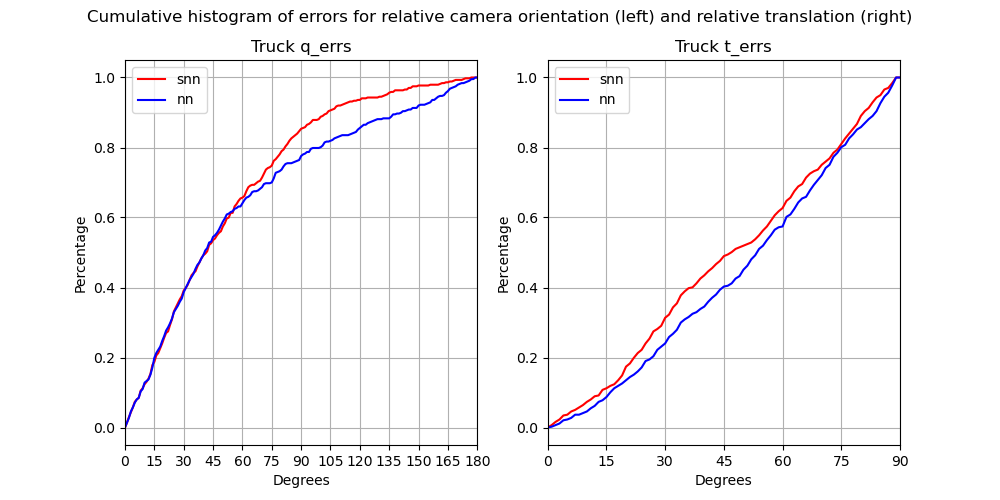 Cumulative histogram of errors for relative camera orientation (left) and relative translation (right)
Truck q_errs
snn
nn
1.0
0.8
0.6
0.4
0.2
0.0
Percentage
0 15 30 45 60 75 90 105 120 135 150 165 180
Degrees
Truck t_errs
snn
nn
1.0
0.8
0.6
0.4
0.2
0.0
Percentage
0 15 30 45 60 75 90
Degrees